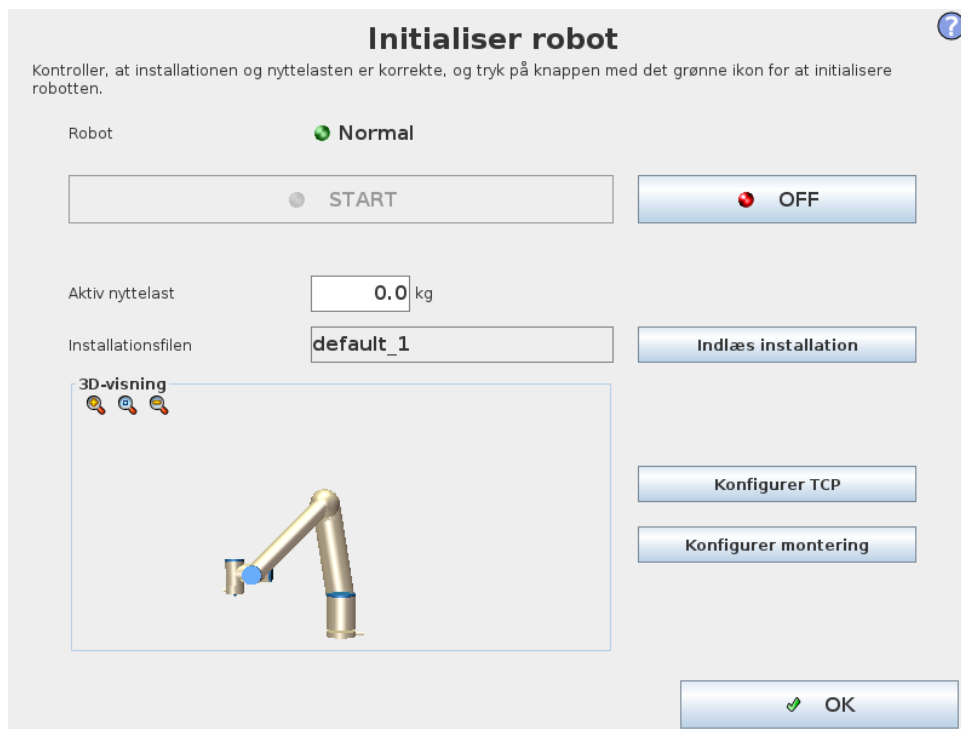 Initialiser robot
?
Kontroller, at installationen og nyttelasten er korrekte, og tryk på knappen med det grønne ikon for at initialisere
robotten.
Robot
Normal
START
OFF
Aktiv nyttelast
0.0 kg
Installationsfilen
default_1
Indlæs installation
3D-visning
Konfigurer TCP
Konfigurer montering
OK